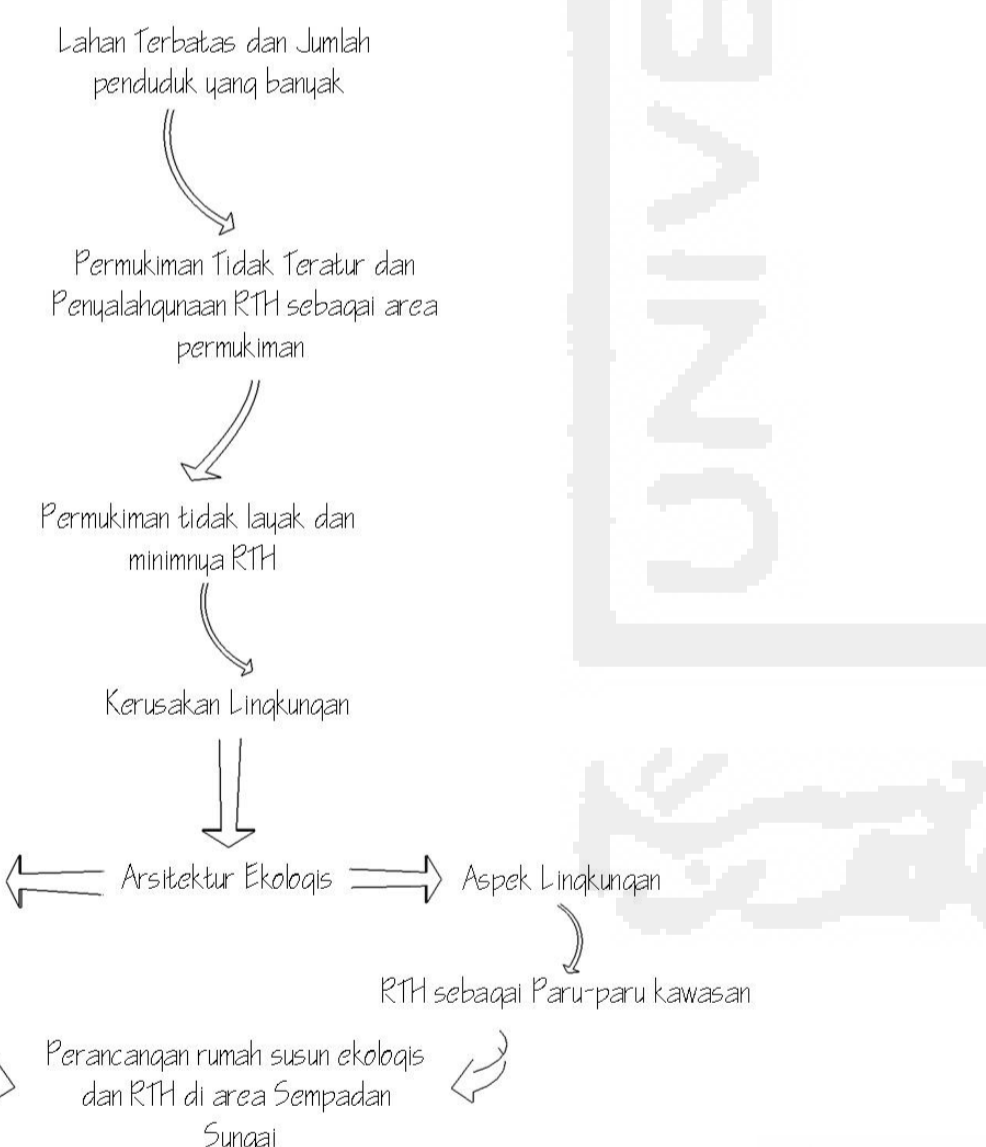 Lahan Terbatas dan Jumlah
penduduk yang banyak
Permukiman Tidak Teratur dan
Penyalahgunaan RTH sebagai area
permukiman
Permukiman tidak layak dan
minimnya RTH
Kerusakan Lingkungan
Arsitektur Ekologis
Aspek Lingkungan
RTH sebagai Paru-paru kawasan
Perancangan rumah susun ekologis
dan RTH di area Sempadan
Sungai
UNIVE